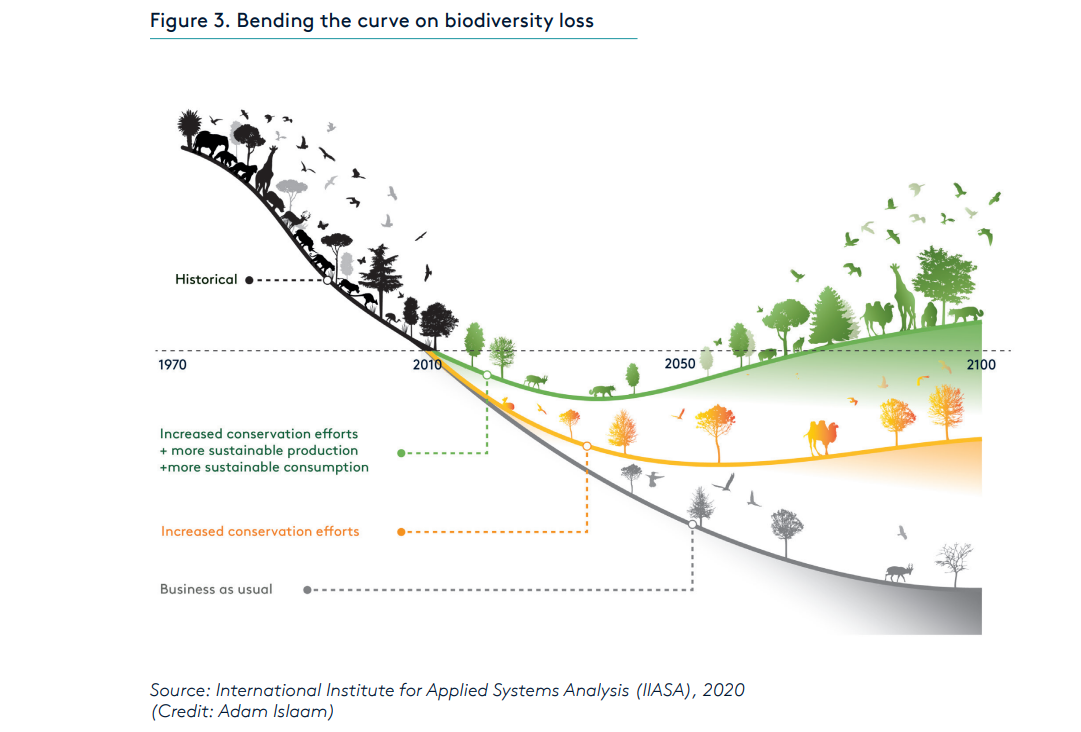 Figure 3. Bending the curve on biodiversity loss
Historical
1970
2010
2050
2100
Increased conservation efforts
+ more sustainable production
+more sustainable consumption
Increased conservation efforts
Business as usual
Source: International Institute for Applied Systems Analysis (IIASA), 2020
(Credit: Adam Islaam)